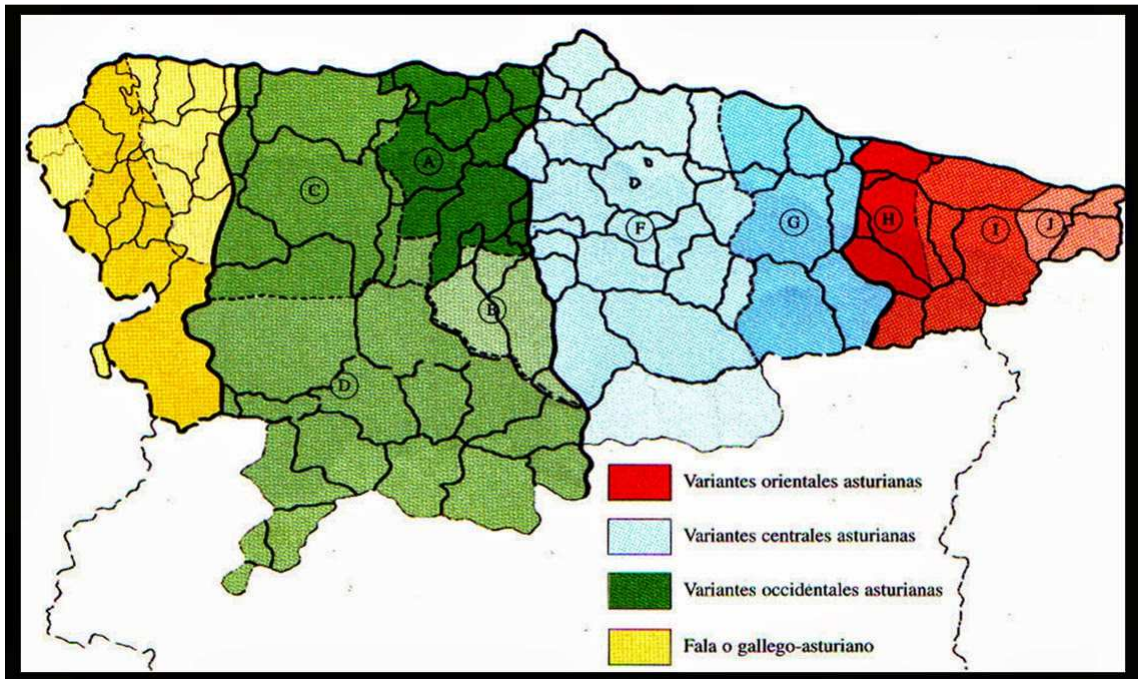 A
C
F
G
H
I
J
B
D
Variantes orientales asturianas
Variantes centrales asturianas
Variantes occidentales asturianas
Fala o gallego-asturiano